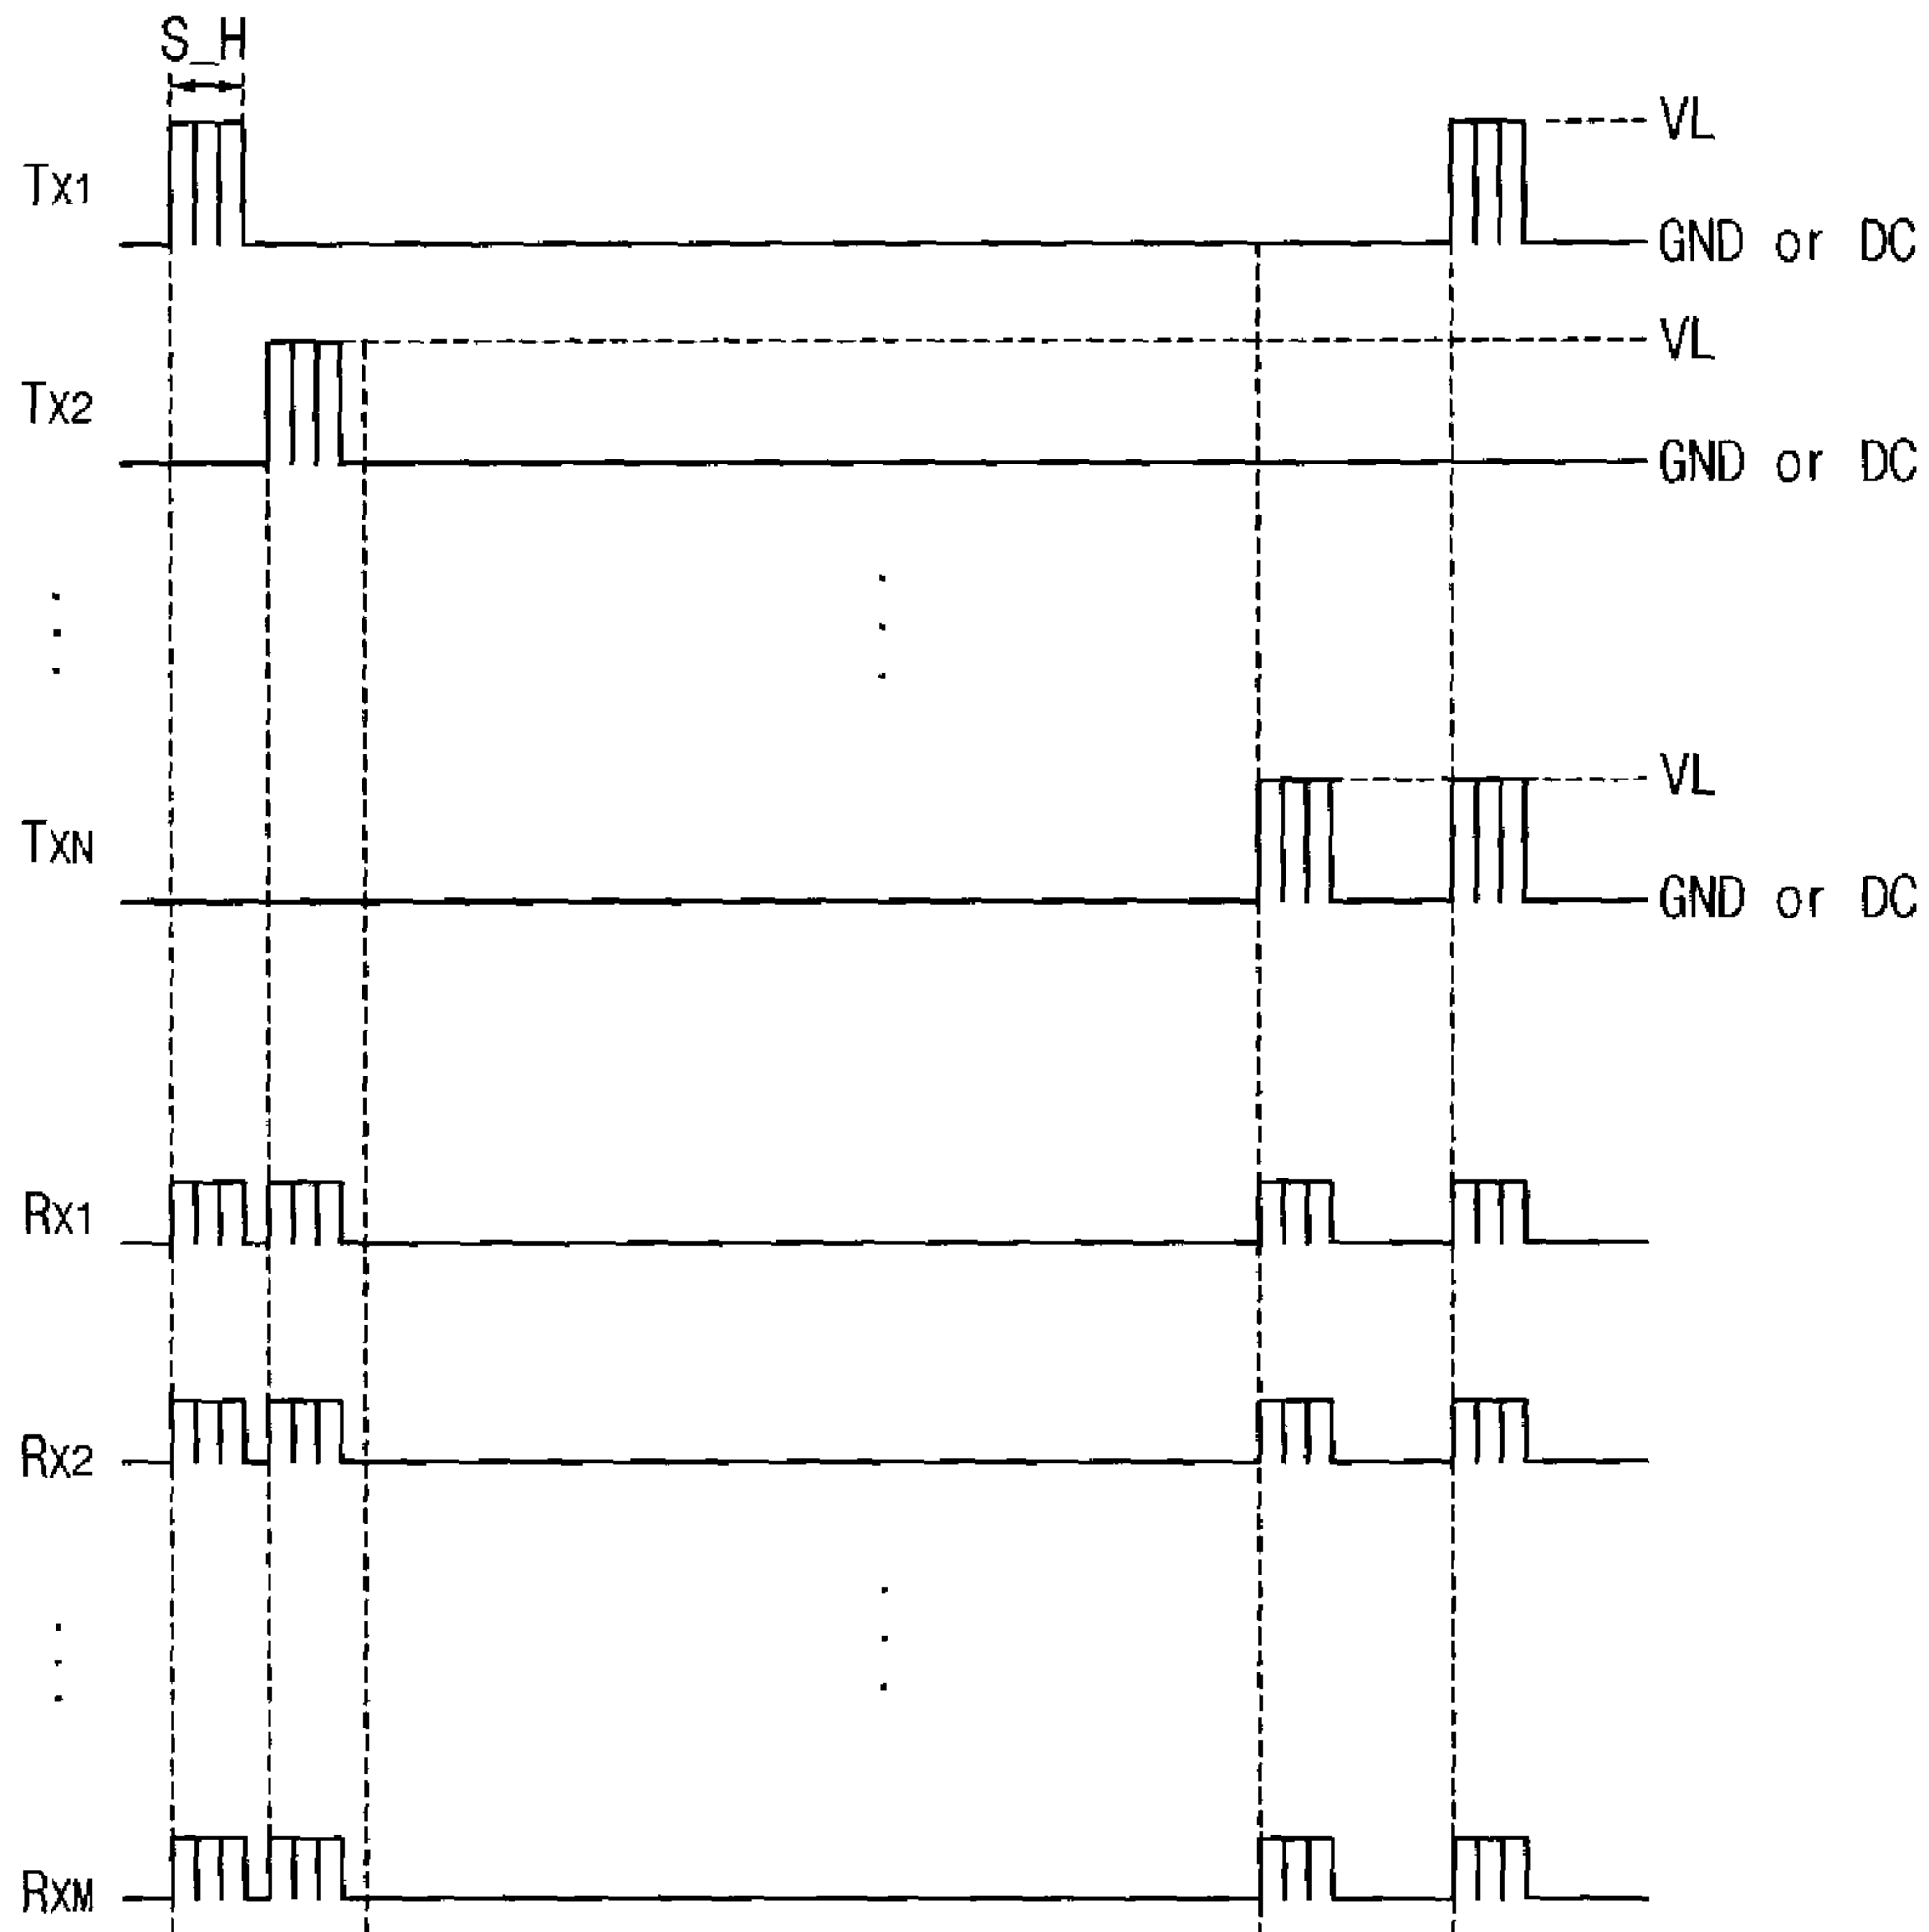 S_H
VL
Tx1
GND or DC
VL
Tx2
GND or DC
VL
TxN
GND or DC
Rx1
Rx2
RxM